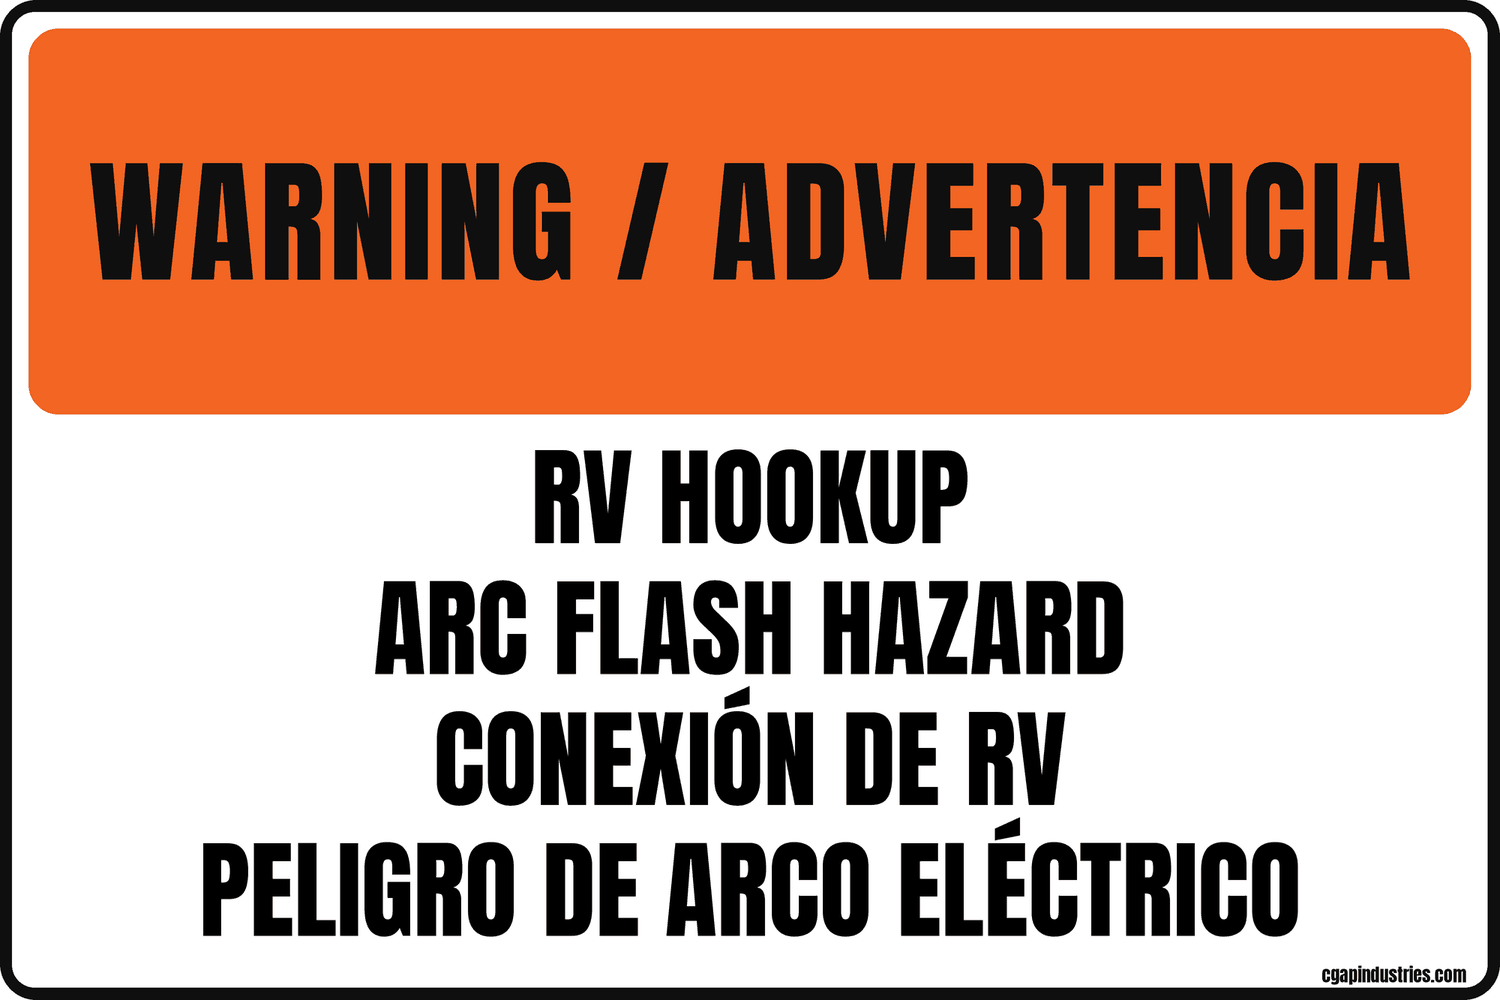 WARNING / ADVERTENCIA
RV HOOKUP
ARC FLASH HAZARD
CONEXIÓN DE RV
PELIGRO DE ARCO ELÉCTRICO
cgapindustries.com